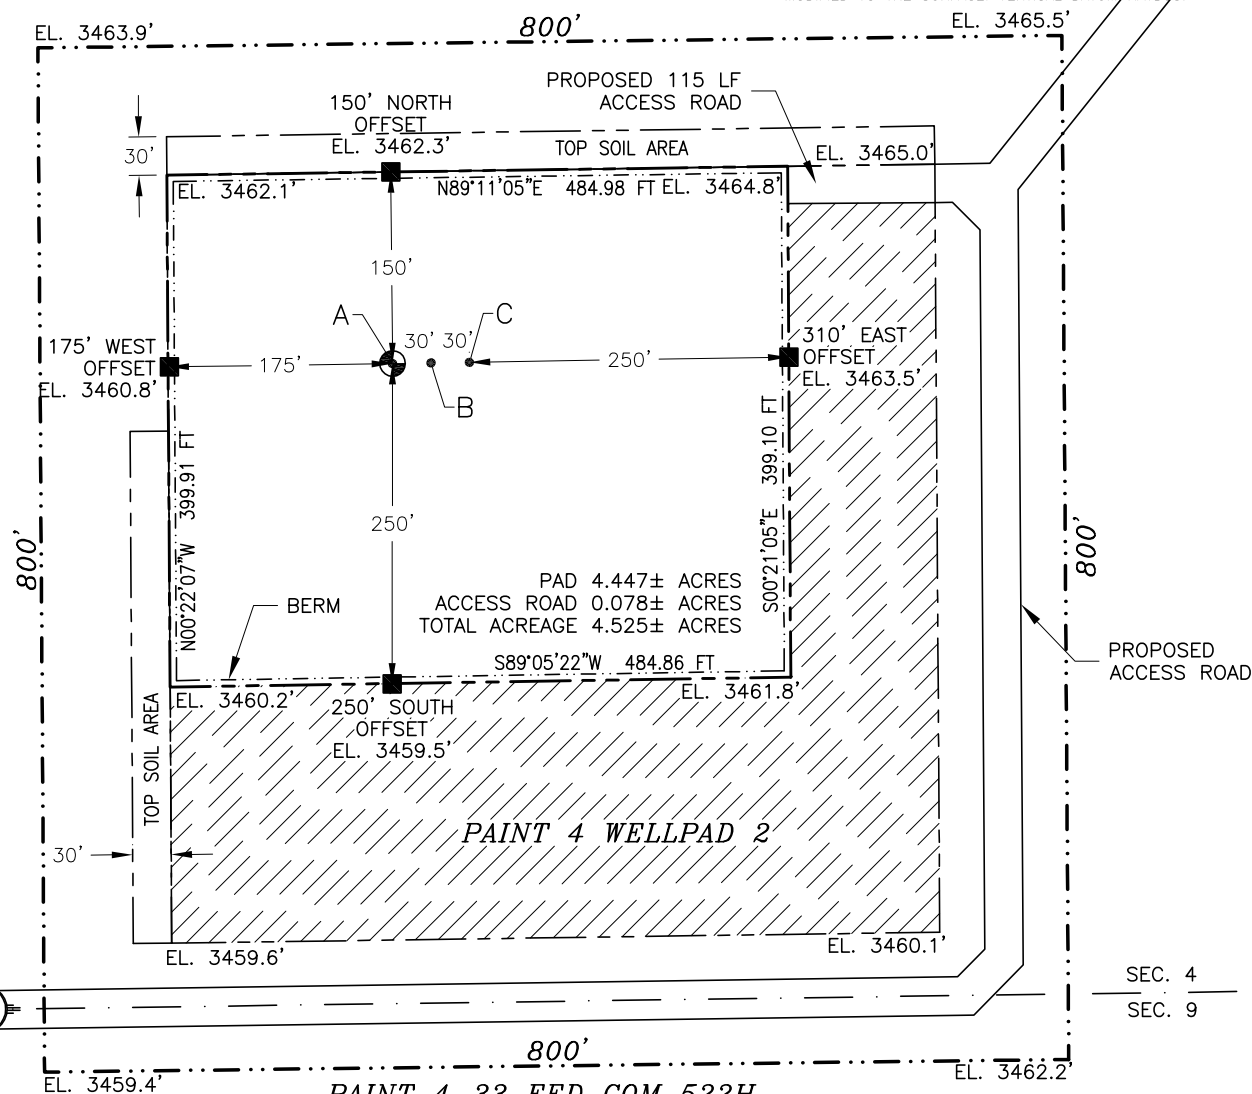 EL. 3463.9'
800'
EL. 3465.5'
PROPOSED 115 LF
ACCESS ROAD
150' NORTH
OFFSET
EL. 3462.3'
TOP SOIL AREA
EL. 3465.0'
30'
EL. 3462.1'
N89°11'05"E 484.98 FT
EL. 3464.8'
150'
A
30' 30'
C
175' WEST
OFFSET
EL. 3460.8'
175'
250'
310' EAST
OFFSET
EL. 3463.5'
B
N00°22'07"W 399.91 FT
S00°21'05"E 399.10 FT
250'
800'
800'
PAD 4.447± ACRES
ACCESS ROAD 0.078± ACRES
TOTAL ACREAGE 4.525± ACRES
BERM
S89°05'22"W 484.86 FT
PROPOSED
ACCESS ROAD
EL. 3460.2'
EL. 3461.8'
250' SOUTH
OFFSET
EL. 3459.5'
TOP SOIL AREA
PAINT 4 WELLPAD 2
30'
EL. 3459.6'
EL. 3460.1'
SEC. 4
SEC. 9
800'
EL. 3459.4'
EL. 3462.2'
PAINT 4 33 FED COM 533H